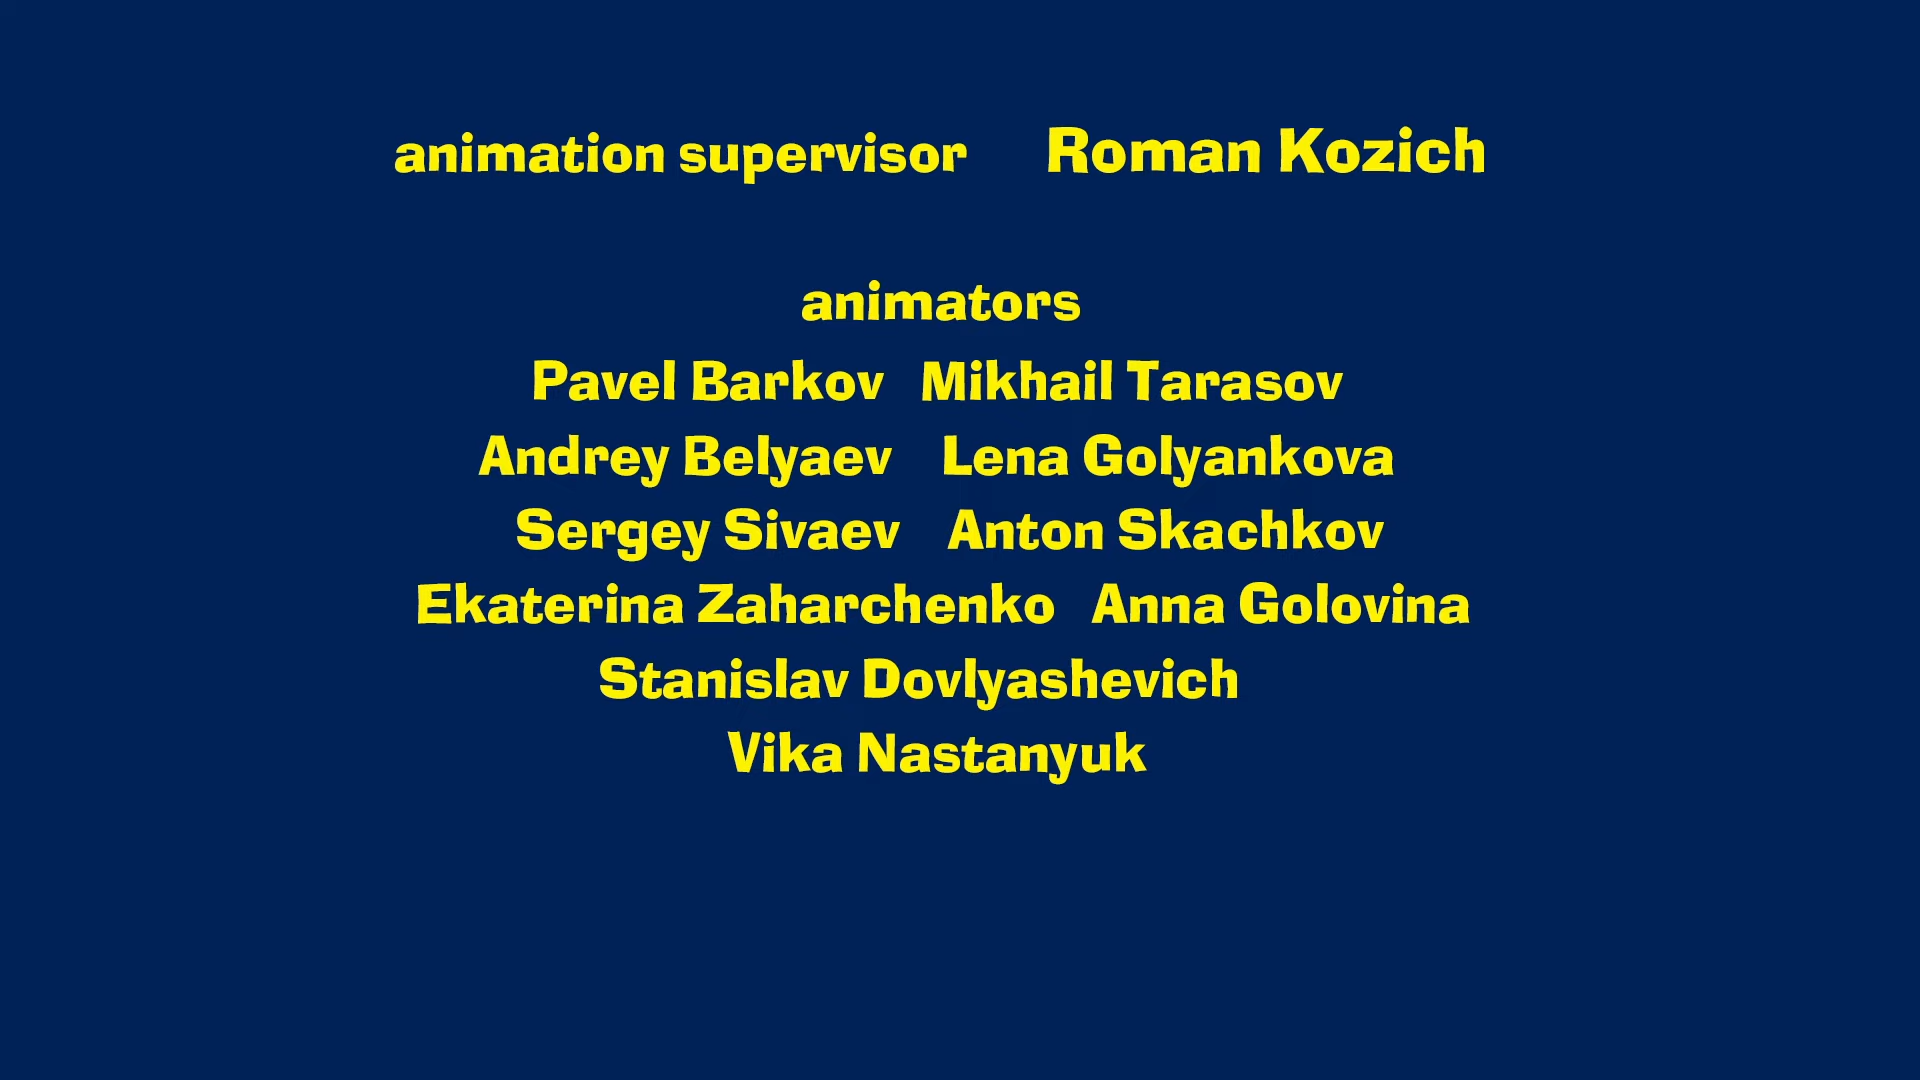 animation supervisor Roman Kozich
animators
Pavel Barkov Mikhail Tarasov
Andrey Belyaev Lena Golyankova
Sergey Sivaev Anton Skachkov
Ekaterina Zaharchenko Anna Golovina
Stanislav Dovlyashevich
Vika Nastanyuk